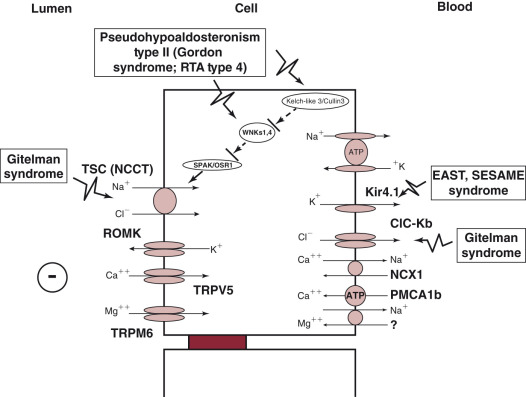 Lumen Cell Blood
Pseudohypoaldosteronism
type II (Gordon
syndrome; RTA type 4)
Kelch-like 3/Cullin3
WNKs1,4
SPAK/OSR1
Gitelman
syndrome
TSC (NCCT)
Na+
Cl−
ROMK
K+
Ca++
TRPV5
Mg++
TRPM6
−
Na+
ATP
+K
Kir4.1
K+
EAST, SESAME
syndrome
ClC-Kb
Cl−
Gitelman
syndrome
Ca++ Na+
NCX1
Ca++ ATP PMCA1b
Na+
Mg++ ?